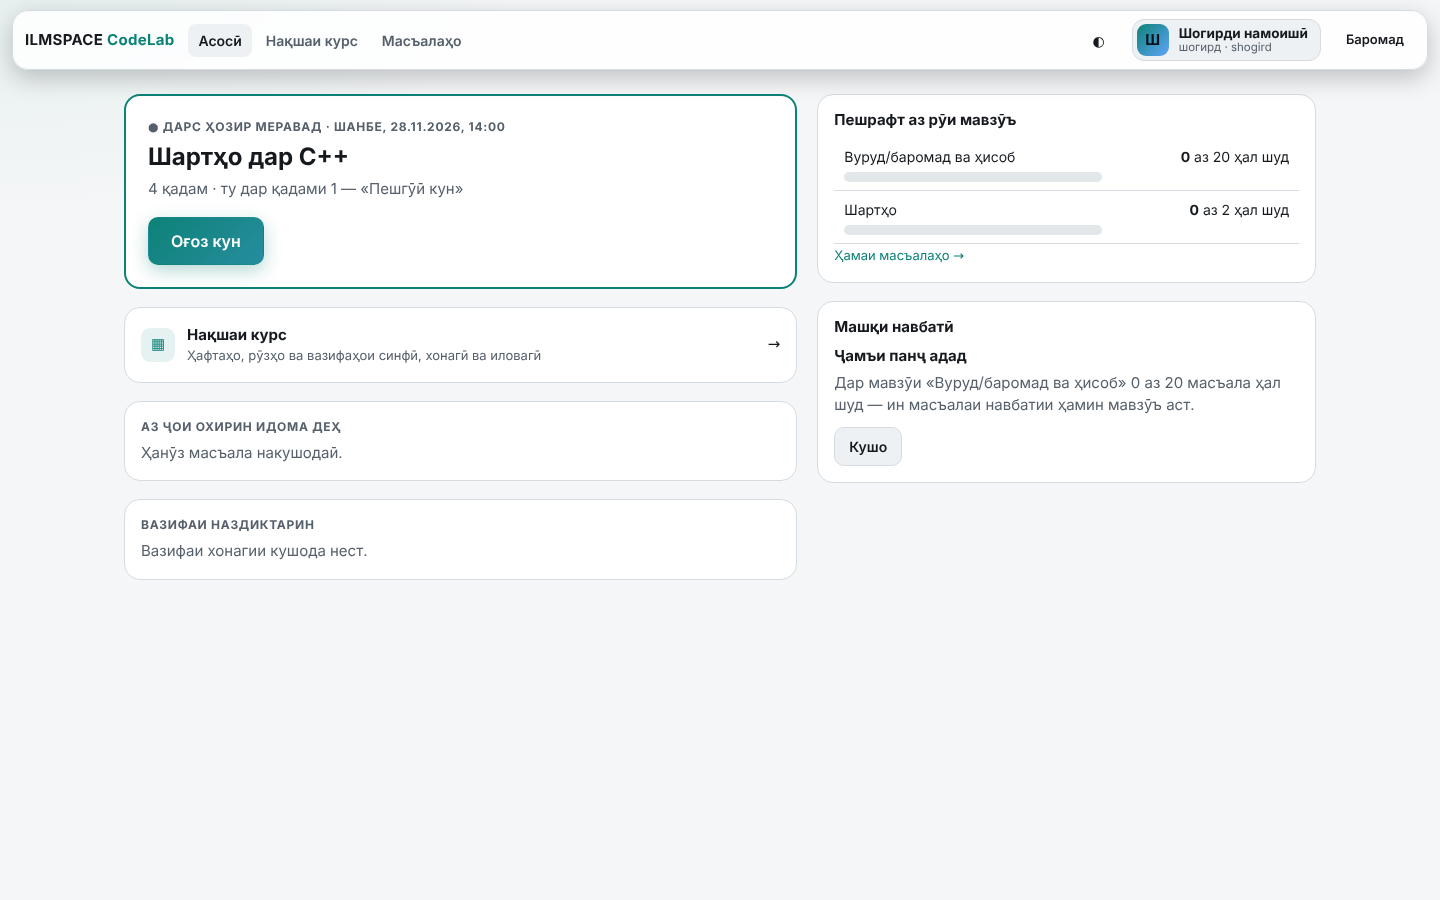 ILMSPACE CodeLab
Асосӣ
Нақшаи курс
Масъалаҳо
Ш
Шогирди намоишӣ
шогирд · shogird
Баромад
● ДАРС ҲОЗИР МЕРАВАД · ШАНБЕ, 28.11.2026, 14:00
Шартҳо дар C++
4 қадам · ту дар қадами 1 — «Пешгӯӣ кун»
Оғоз кун
Нақшаи курс
Ҳафтаҳо, рӯзҳо ва вазифаҳои синфӣ, хонагӣ ва иловагӣ
→
АЗ ҶОИ ОХИРИН ИДОМА ДЕҲ
Ҳанӯз масъала накушодаӣ.
ВАЗИФАИ НАЗДИКТАРИН
Вазифаи хонагии кушода нест.
Пешрафт аз рӯи мавзӯъ
Вуруд/баромад ва ҳисоб
0 аз 20 ҳал шуд
Шартҳо
0 аз 2 ҳал шуд
Ҳамаи масъалаҳо →
Машқи навбатӣ
Ҷамъи панҷ адад
Дар мавзӯи «Вуруд/баромад ва ҳисоб» 0 аз 20 масъала ҳал
шуд — ин масъалаи навбатии ҳамин мавзӯъ аст.
Кушо